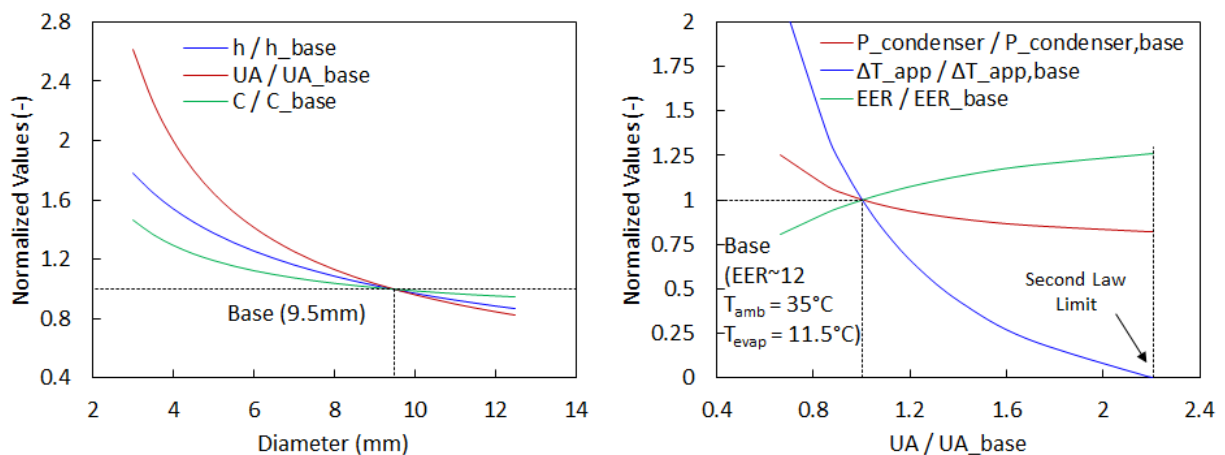 2.8
2.4
2
1.6
1.2
0.8
0.4
Normalized Values (-)
h / h_base
UA / UA_base
C / C_base
Base (9.5mm)
2 4 6 8 10 12 14
Diameter (mm)
2
1.75
1.5
1.25
1
0.75
0.5
0.25
0
Normalized Values (-)
P_condenser / P_condenser,base
ΔT_app / ΔT_app,base
EER / EER_base
Base
(EER~12
Tamb = 35°C
Tevap = 11.5°C)
Second Law
Limit
0.4 0.8 1.2 1.6 2 2.4
UA / UA_base